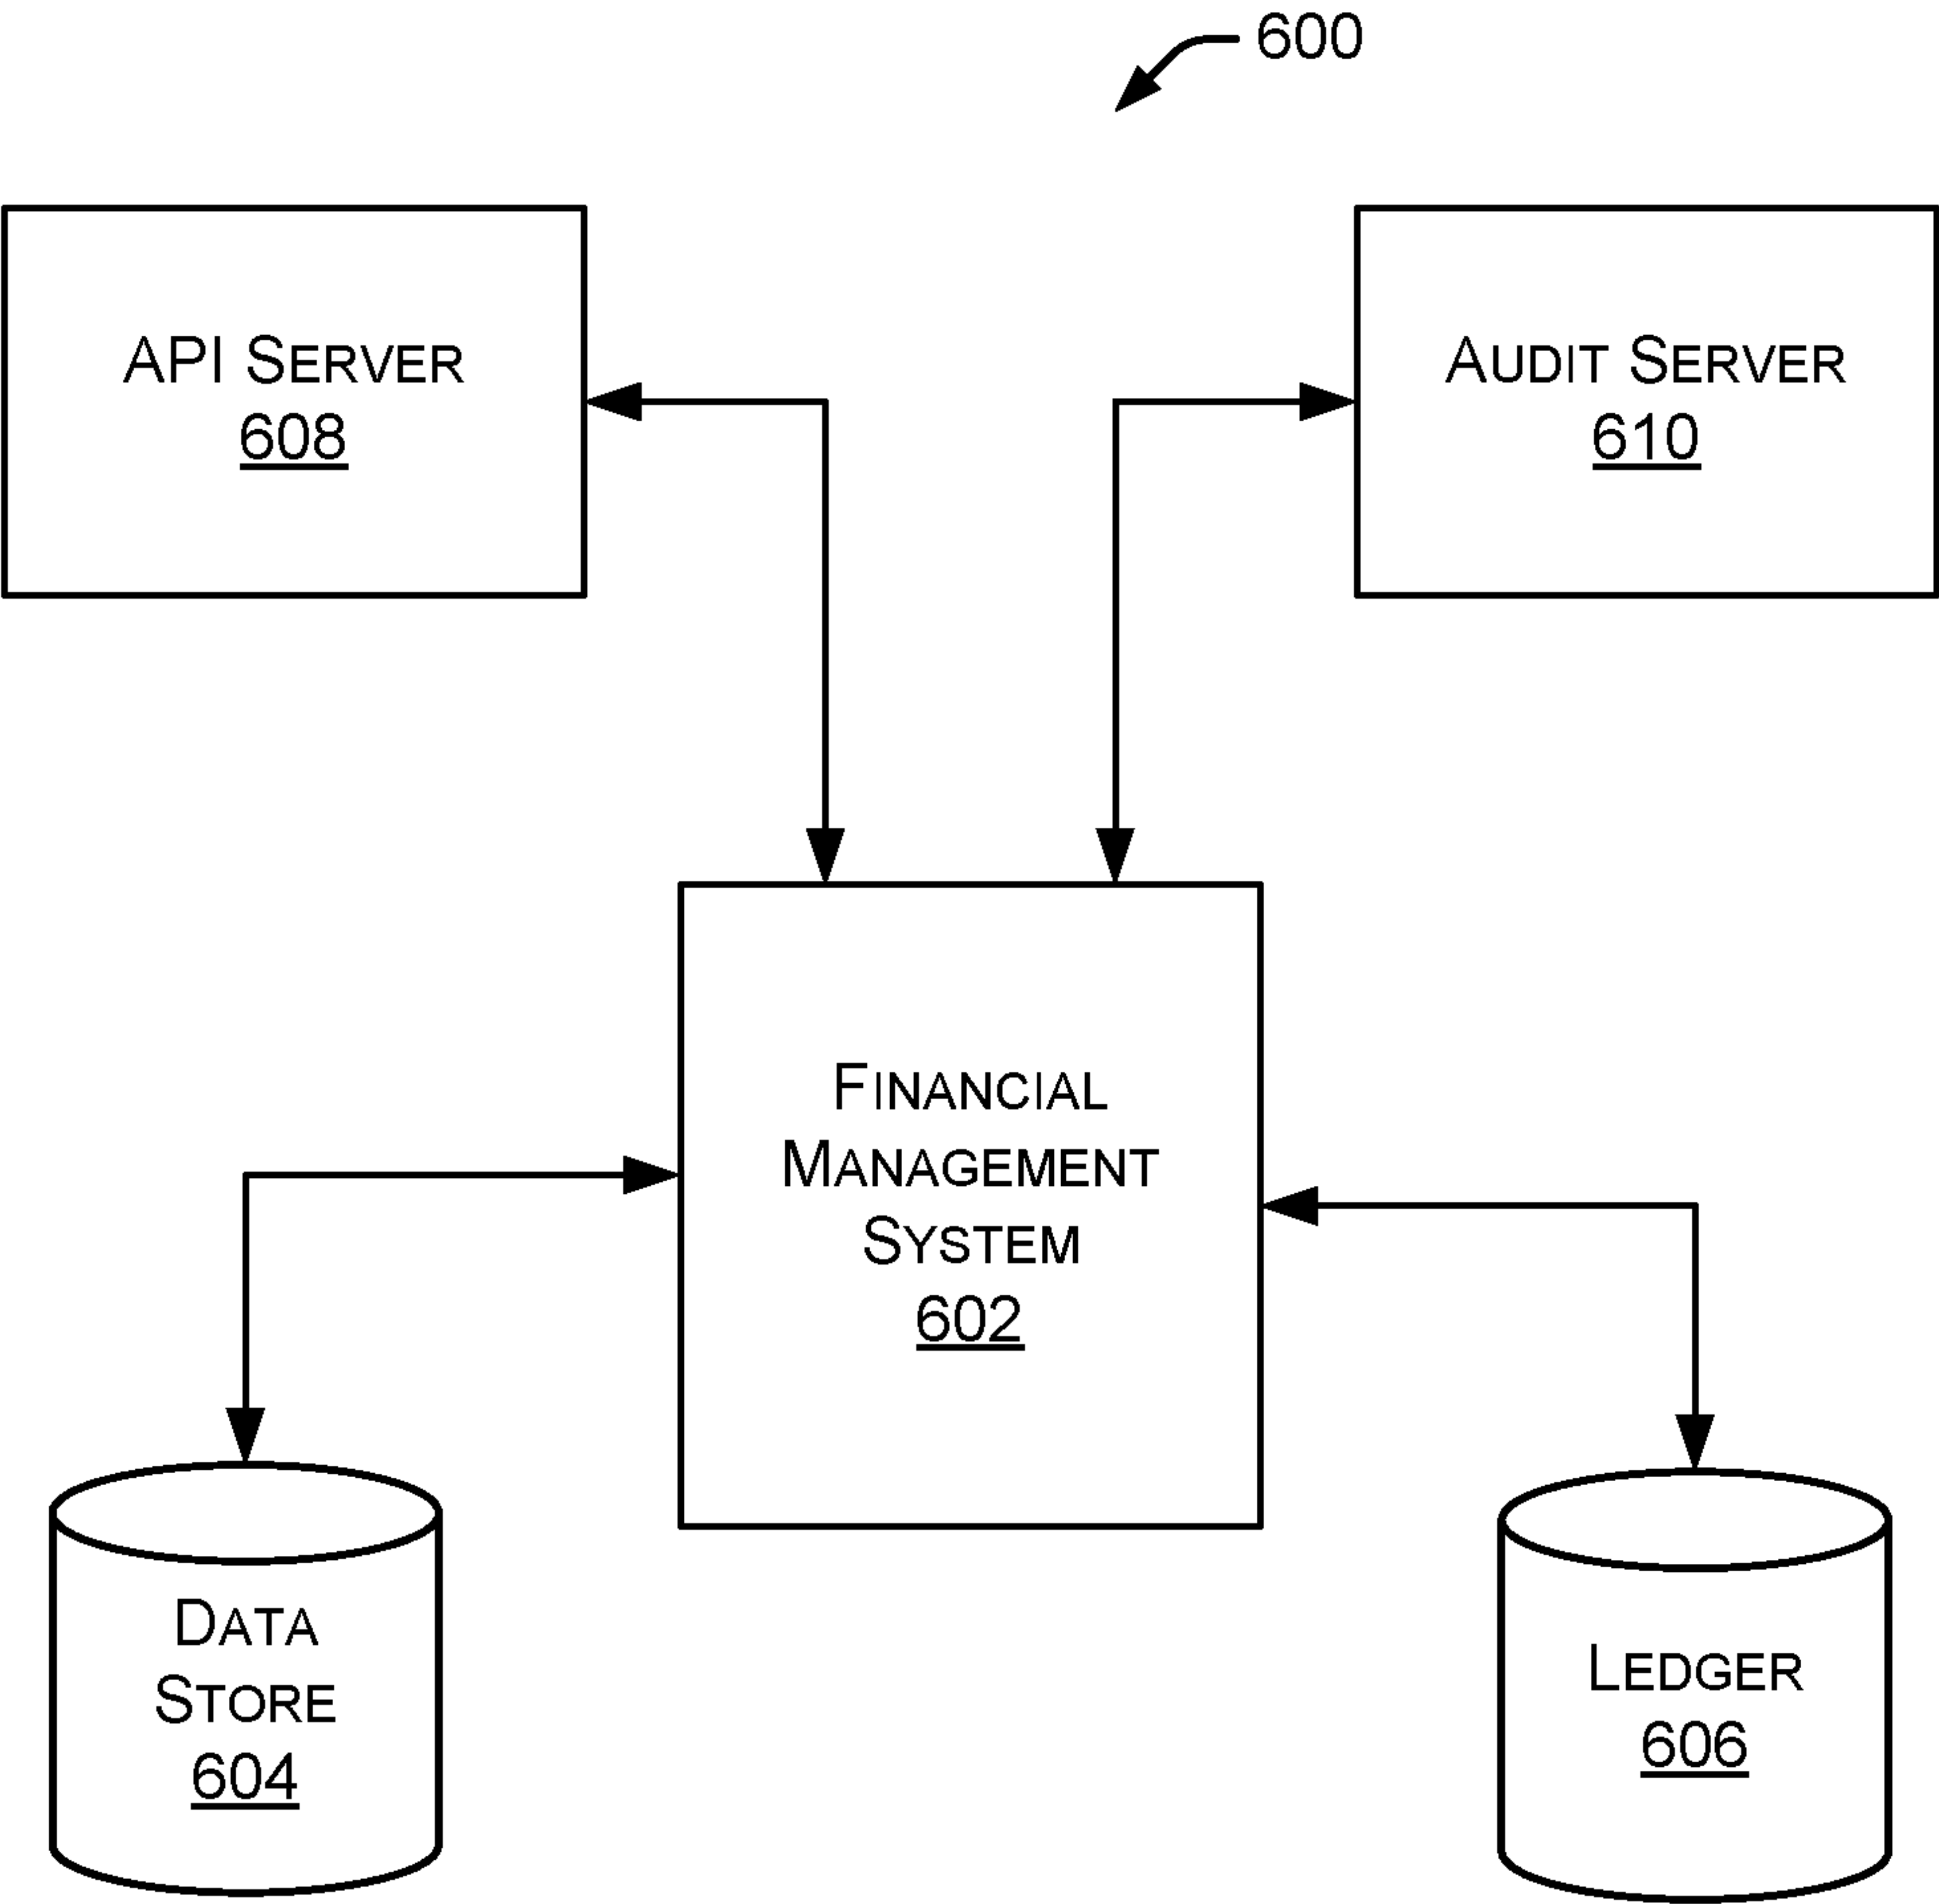 600
API SERVER
608
AUDIT SERVER
610
FINANCIAL
MANAGEMENT
SYSTEM
602
DATA
STORE
604
LEDGER
606